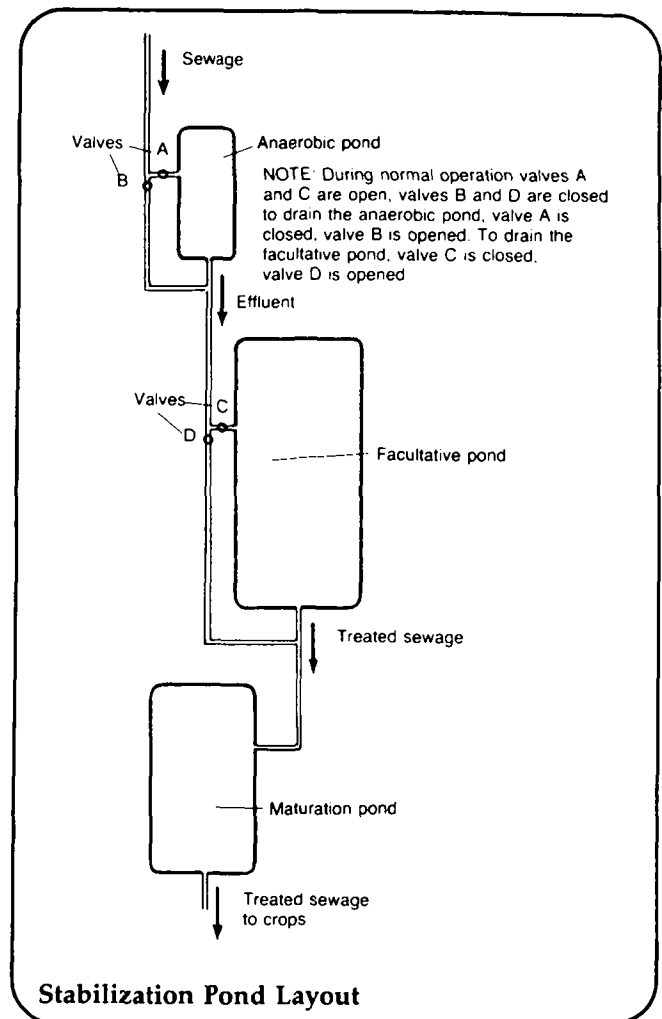 Sewage
Valves
A
B
Anaerobic pond
NOTE: During normal operation valves A
and C are open, valves B and D are closed
to drain the anaerobic pond, valve A is
closed, valve B is opened. To drain the
facultative pond, valve C is closed,
valve D is opened
Effluent
Valves
C
D
Facultative pond
Treated sewage
Maturation pond
Treated sewage
to crops
Stabilization Pond Layout